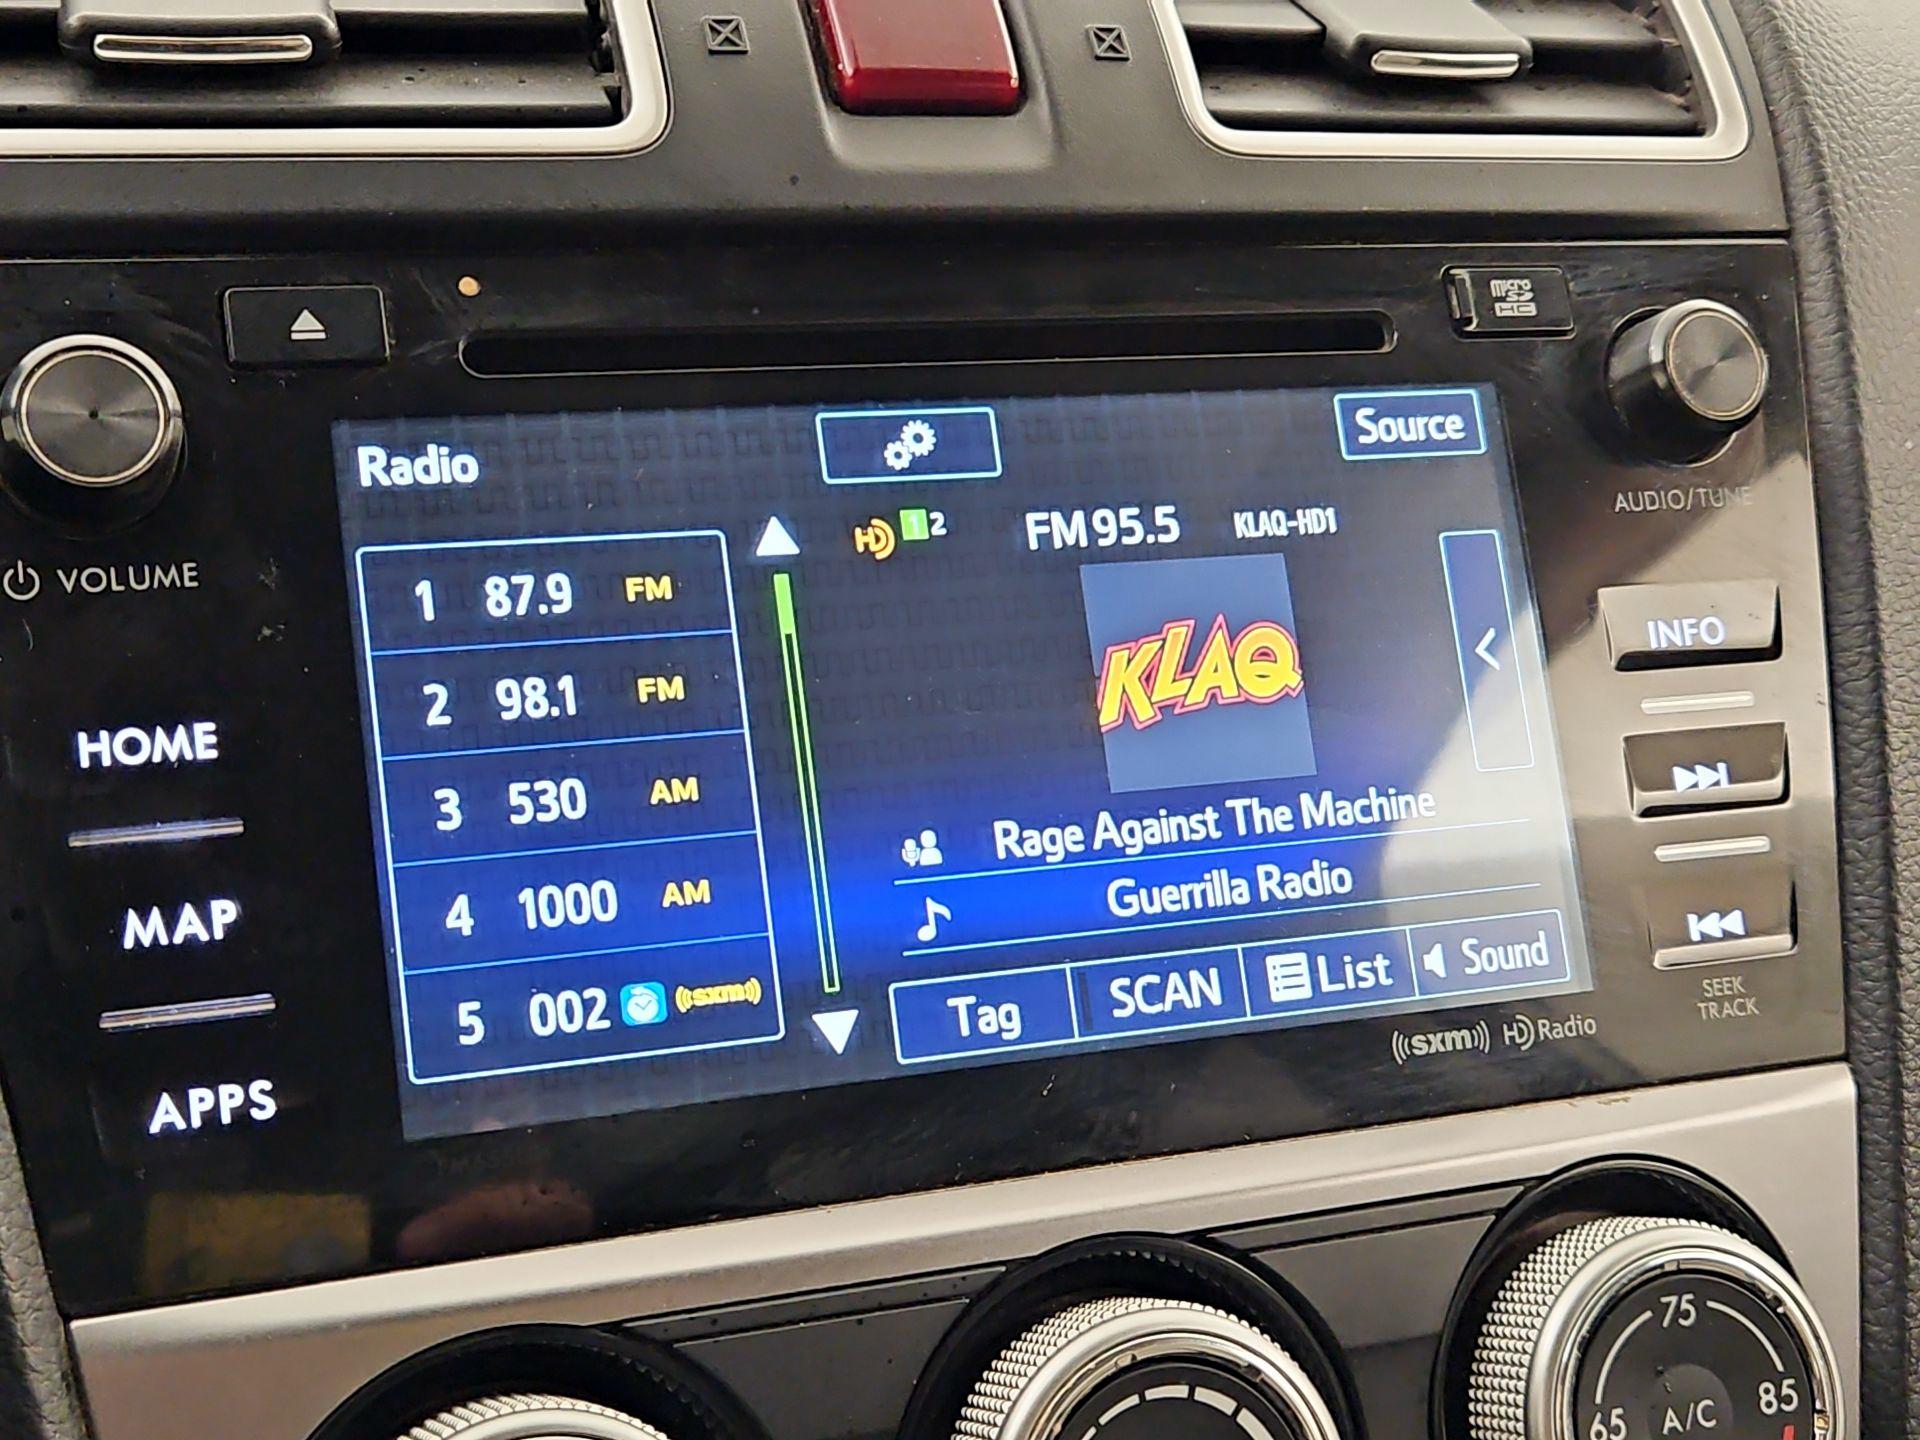 micro
SD
HC
Radio
Source
AUDIO/TUNE
VOLUME
HD 1 2
FM 95.5
KLAQ-HD1
1 87.9 FM
2 98.1 FM
3 530 AM
4 1000 AM
5 002 ((sxm))
KLAQ
INFO
HOME
MAP
APPS
Rage Against The Machine
Guerrilla Radio
Tag
SCAN
List
Sound
SEEK
TRACK
((sxm)) HD Radio
75
65
A/C
85